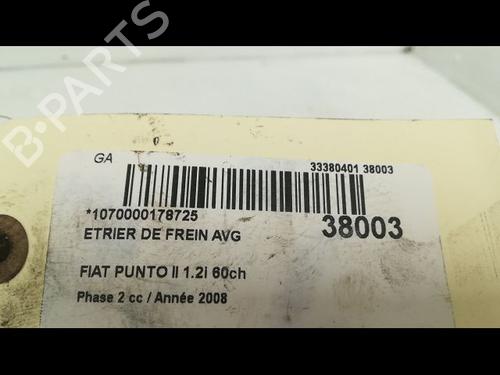 B-PARTS
GA
33380401 38003
*1070000178725
38003
ETRIER DE FREIN AVG
FIAT PUNTO II 1.2i 60ch
Phase 2 cc / Année 2008